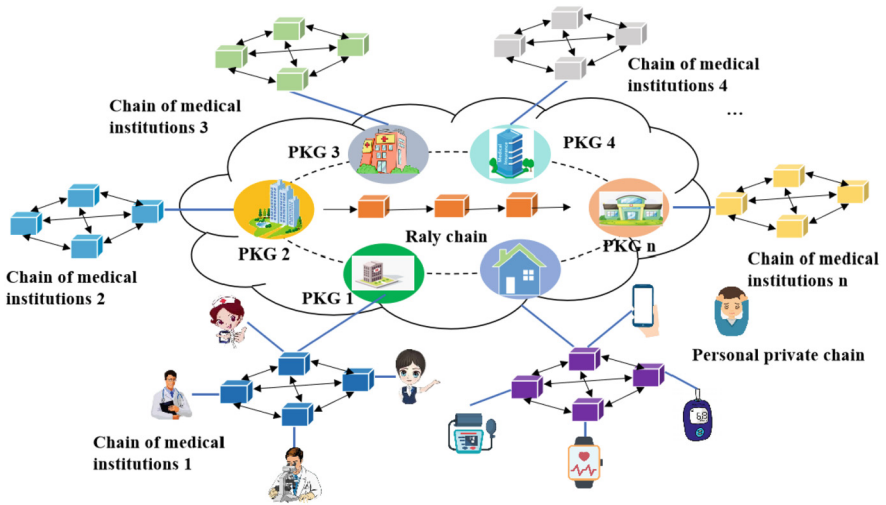 Chain of medical
institutions 3
Chain of medical
institutions 4
...
PKG 3
PKG 4
Raly chain
PKG 2
PKG n
Chain of medical
institutions 2
Chain of medical
institutions n
PKG 1
Personal private chain
Chain of medical
institutions 1